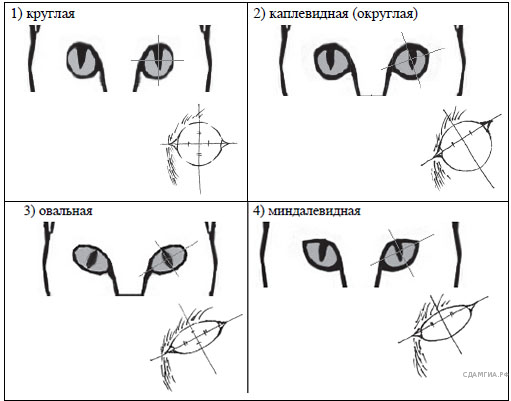 1) круглая
2) каплевидная (округлая)
3) овальная
4) миндалевидная
СДАМГИА.РФ